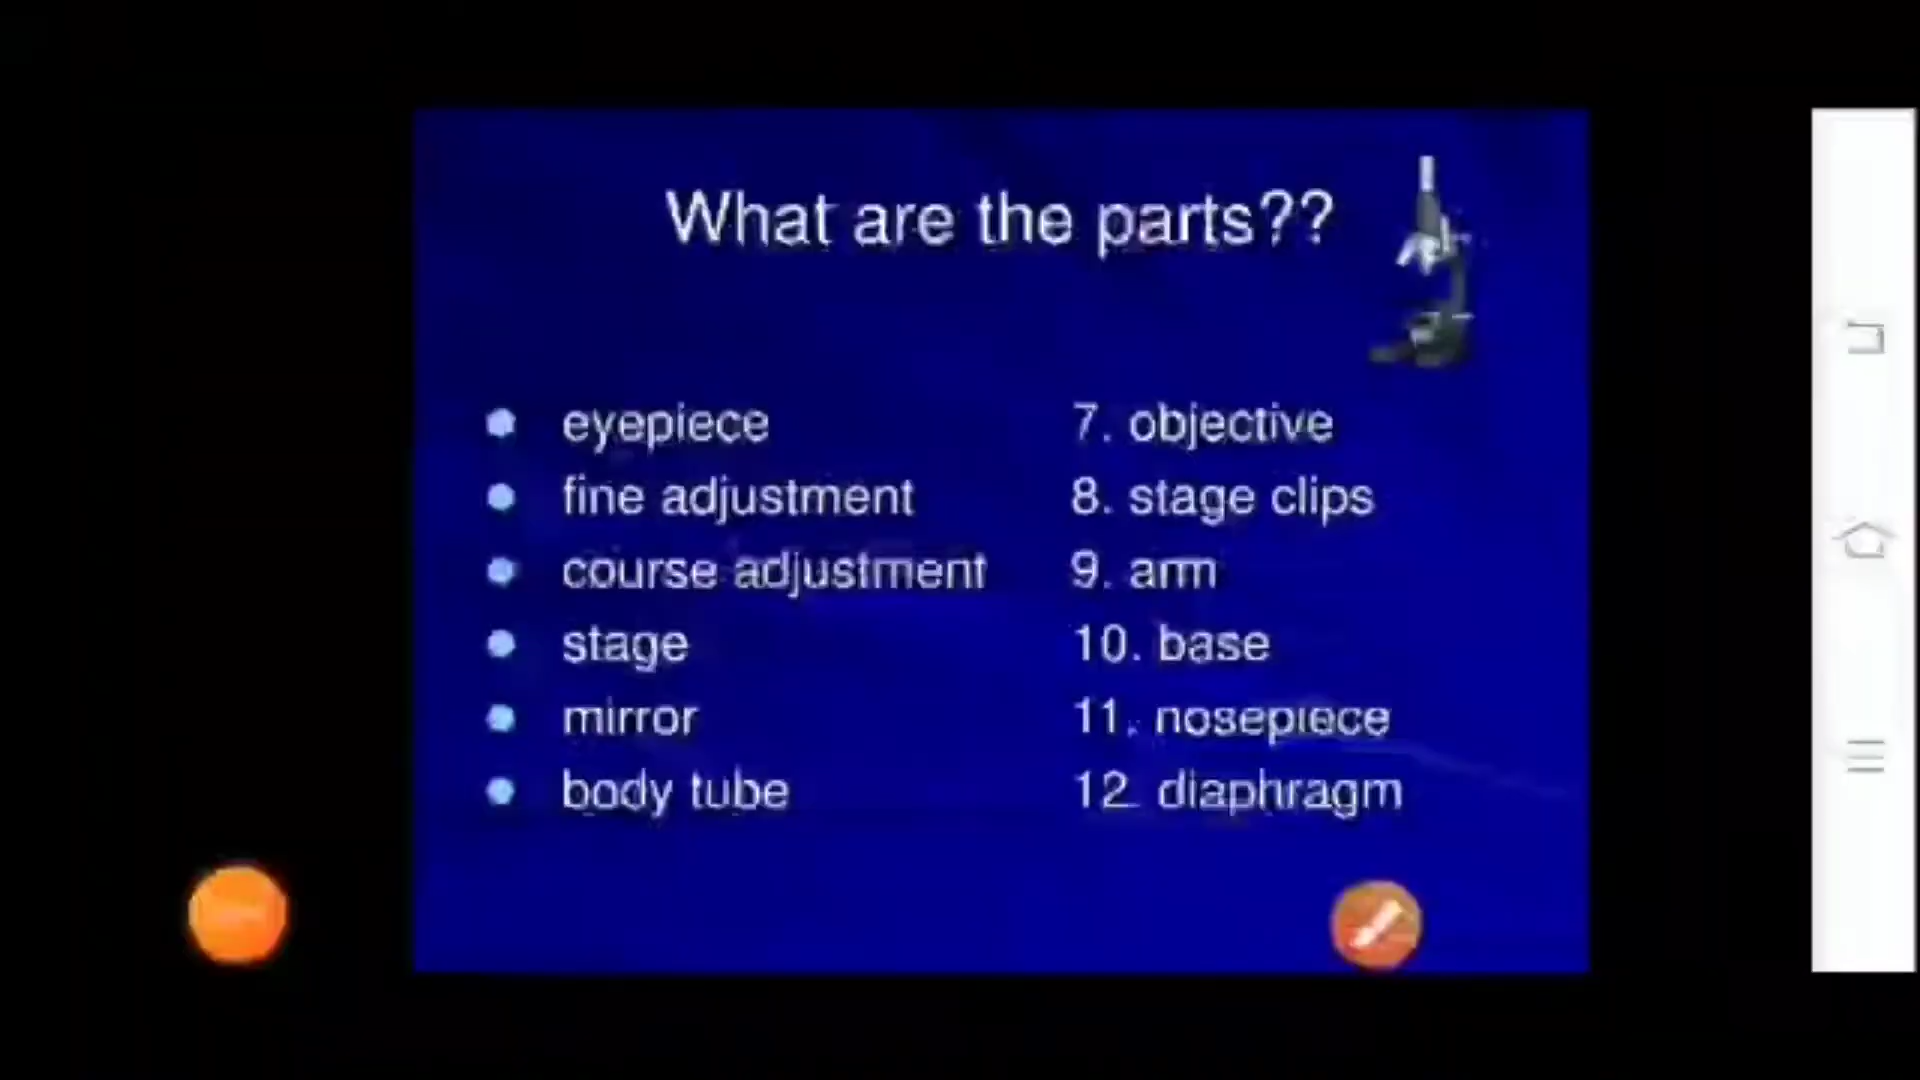 What are the parts??
eyepiece
fine adjustment
course adjustment
stage
mirror
body tube
7. objective
8. stage clips
9. arm
10. base
11. nosepiece
12. diaphragm